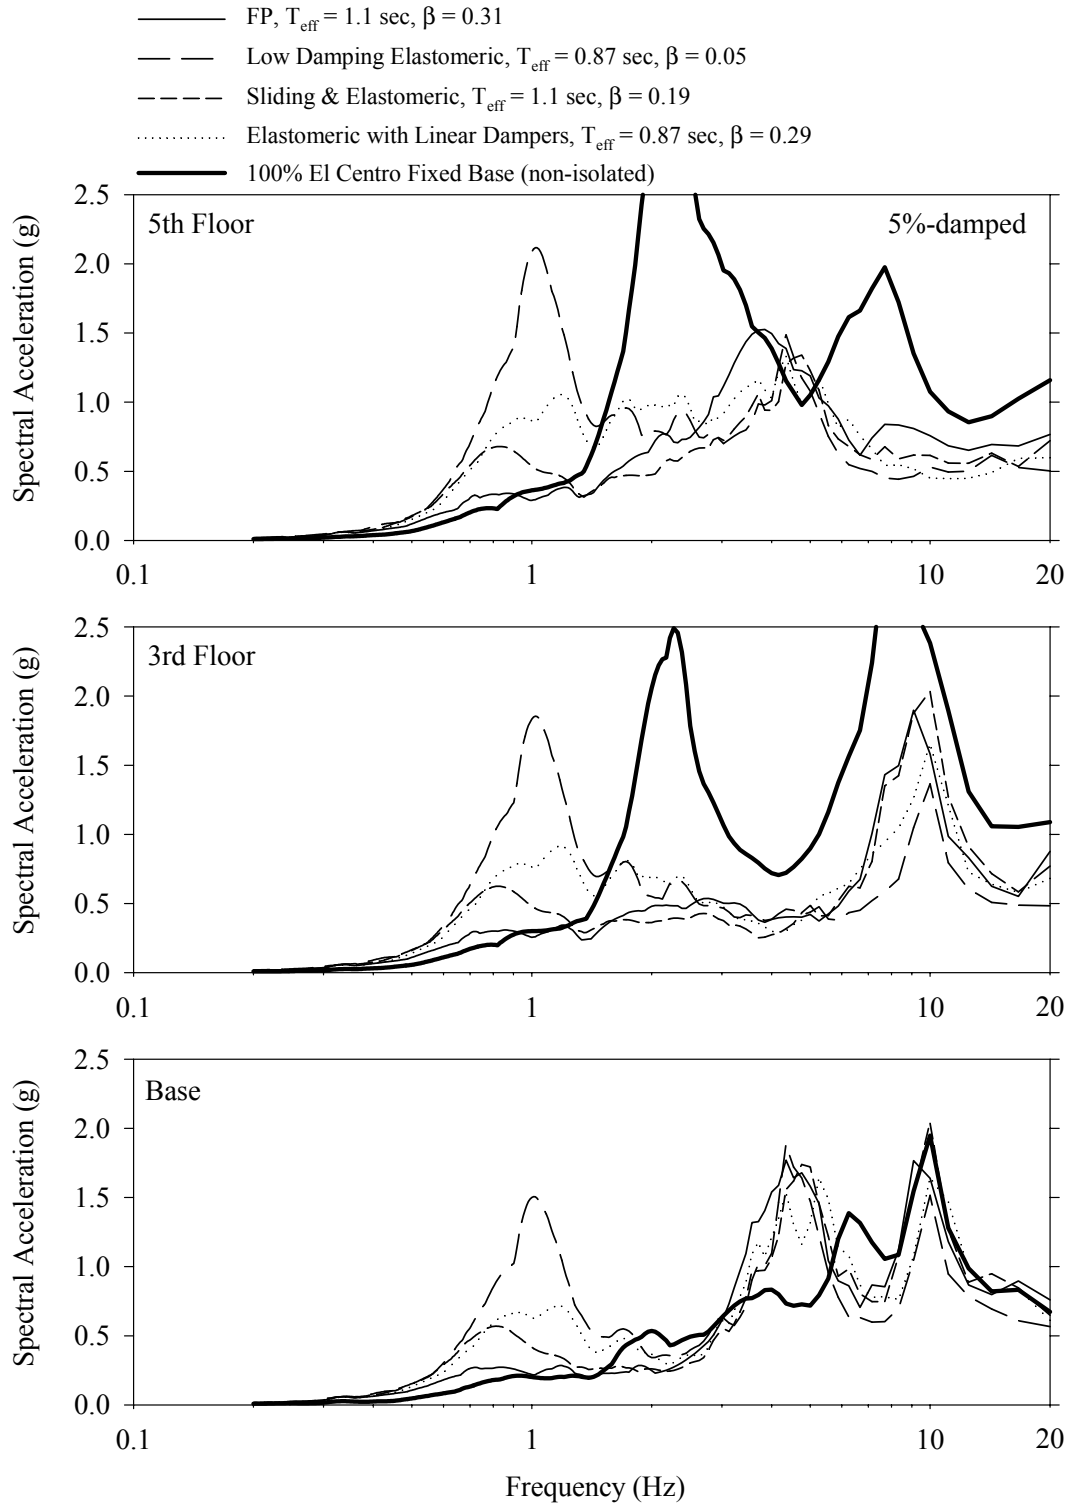 FP, Teff = 1.1 sec, β = 0.31
Low Damping Elastomeric, Teff = 0.87 sec, β = 0.05
Sliding & Elastomeric, Teff = 1.1 sec, β = 0.19
Elastomeric with Linear Dampers, Teff = 0.87 sec, β = 0.29
100% El Centro Fixed Base (non-isolated)
5th Floor
5%-damped
Spectral Acceleration (g)
2.5
2.0
1.5
1.0
0.5
0.0
0.1 1 10 20
3rd Floor
Spectral Acceleration (g)
2.5
2.0
1.5
1.0
0.5
0.0
0.1 1 10 20
Base
Spectral Acceleration (g)
2.5
2.0
1.5
1.0
0.5
0.0
0.1 1 10 20
Frequency (Hz)